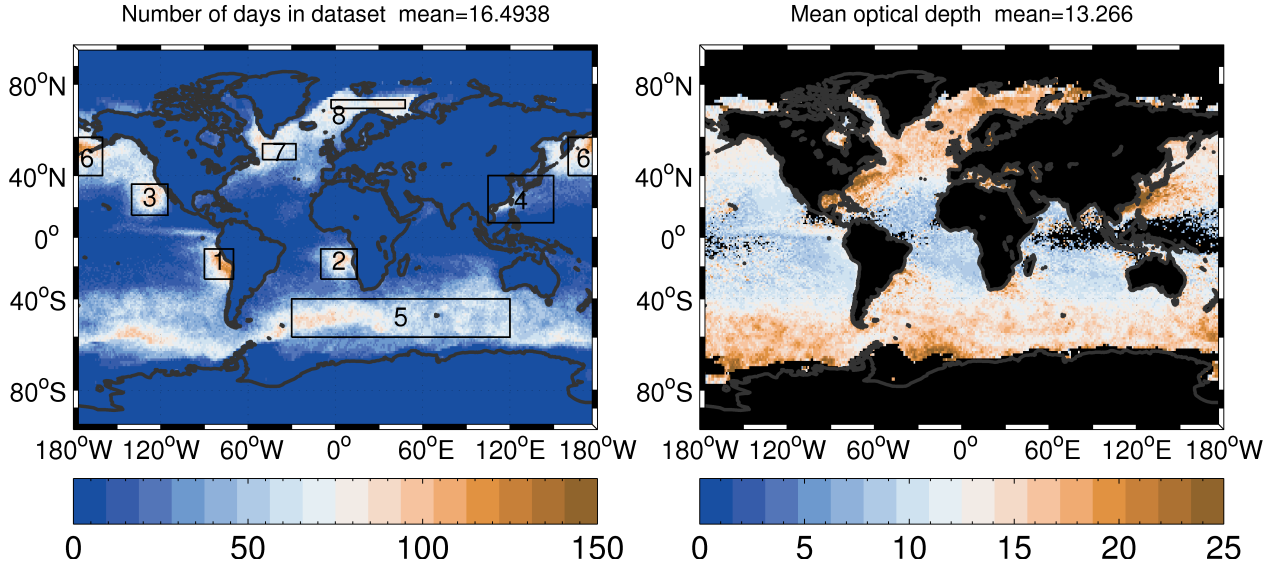 Number of days in dataset mean=16.4938
Mean optical depth mean=13.266
80°N
40°N
0°
40°S
80°S
8
7
6
6
3
4
1
2
5
180°W 120°W 60°W 0° 60°E 120°E 180°W
0 50 100 150
80°N
40°N
0°
40°S
80°S
180°W 120°W 60°W 0° 60°E 120°E 180°W
0 5 10 15 20 25